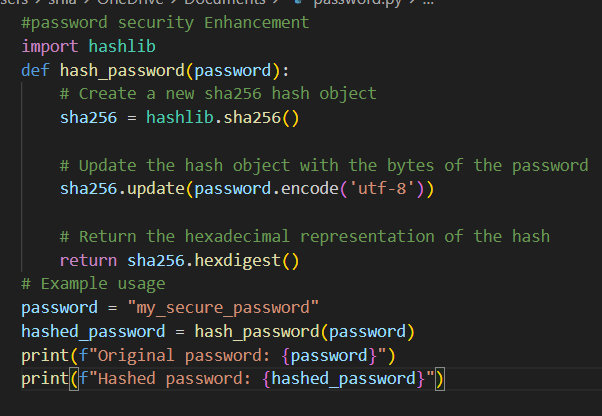 sers > shla > OneDrive > Documents > password.py > ...
#password security Enhancement
import hashlib
def hash_password(password):
    # Create a new sha256 hash object
    sha256 = hashlib.sha256()

    # Update the hash object with the bytes of the password
    sha256.update(password.encode('utf-8'))

    # Return the hexadecimal representation of the hash
    return sha256.hexdigest()
# Example usage
password = "my_secure_password"
hashed_password = hash_password(password)
print(f"Original password: {password}")
print(f"Hashed password: {hashed_password}")